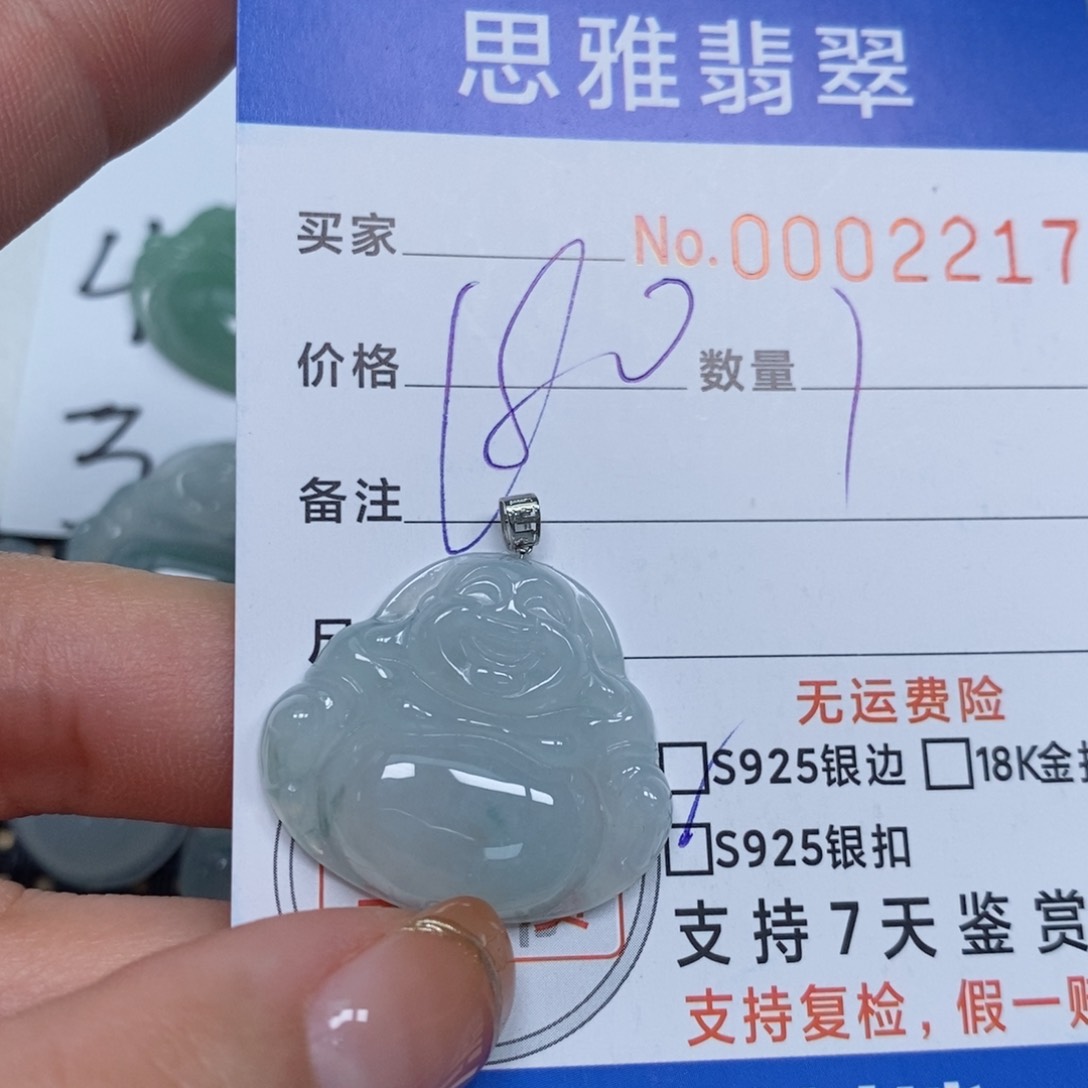 思雅翡翠
买家 No.0002217
价格 180 数量 1
备注
无运费险
S925银边 18K金
S925银扣
支持7天鉴赏
支持复检,假一
4
3